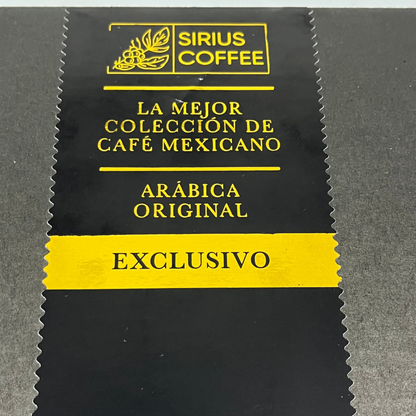 SIRIUS
COFFEE
LA MEJOR
COLECCIÓN DE
CAFÉ MEXICANO
ARÁBICA
ORIGINAL
EXCLUSIVO